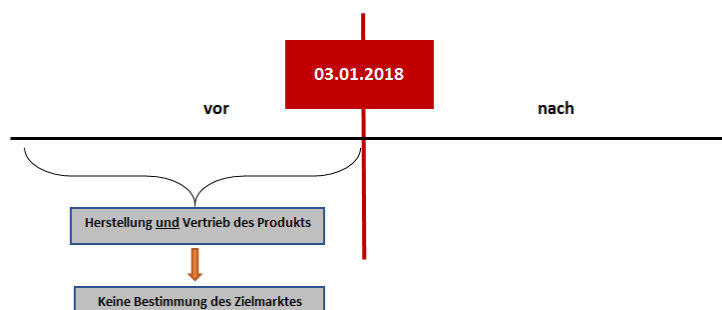 03.01.2018
vor
nach
Herstellung und Vertrieb des Produkts
Keine Bestimmung des Zielmarktes